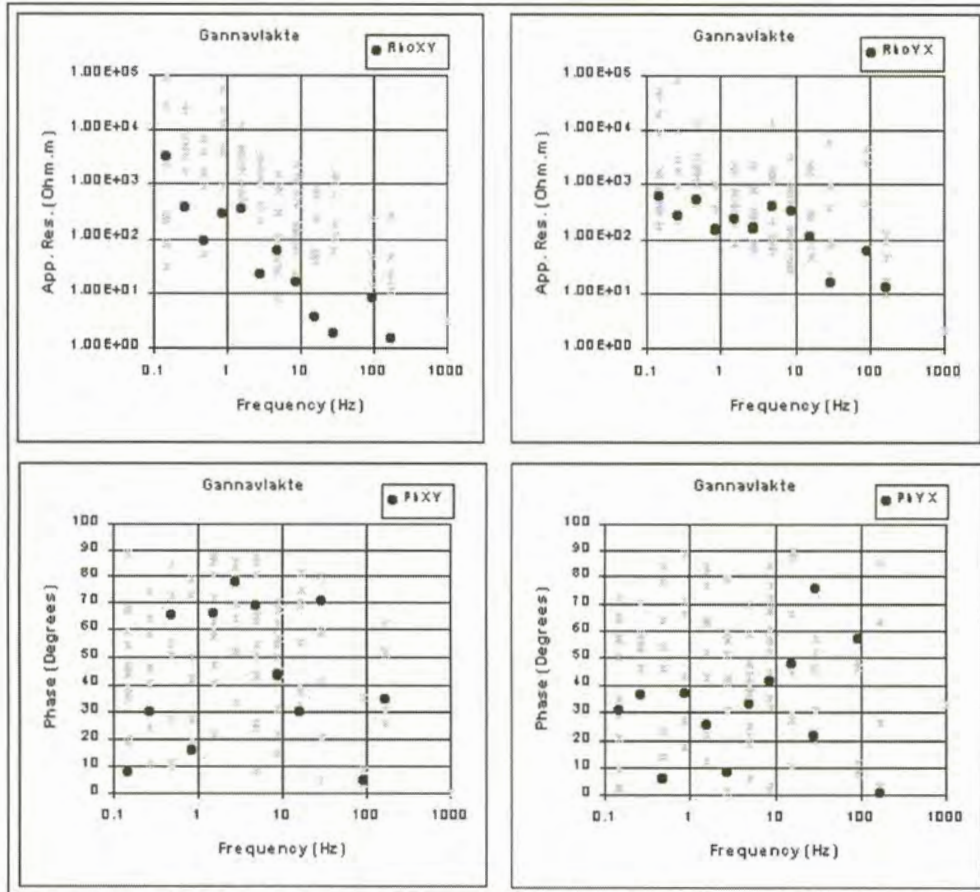 Gannavlakte
RhoXY
App. Res. (Ohm.m)
1.00E+05
1.00E+04
1.00E+03
1.00E+02
1.00E+01
1.00E+00
0.1 1 10 100 1000
Frequency (Hz)
Gannavlakte
RhoYX
App. Res. (Ohm.m)
1.00E+05
1.00E+04
1.00E+03
1.00E+02
1.00E+01
1.00E+00
0.1 1 10 100 1000
Frequency (Hz)
Gannavlakte
PhXY
Phase (Degrees)
100
90
80
70
60
50
40
30
20
10
0
0.1 1 10 100 1000
Frequency (Hz)
Gannavlakte
PhYX
Phase (Degrees)
100
90
80
70
60
50
40
30
20
10
0
0.1 1 10 100 1000
Frequency (Hz)